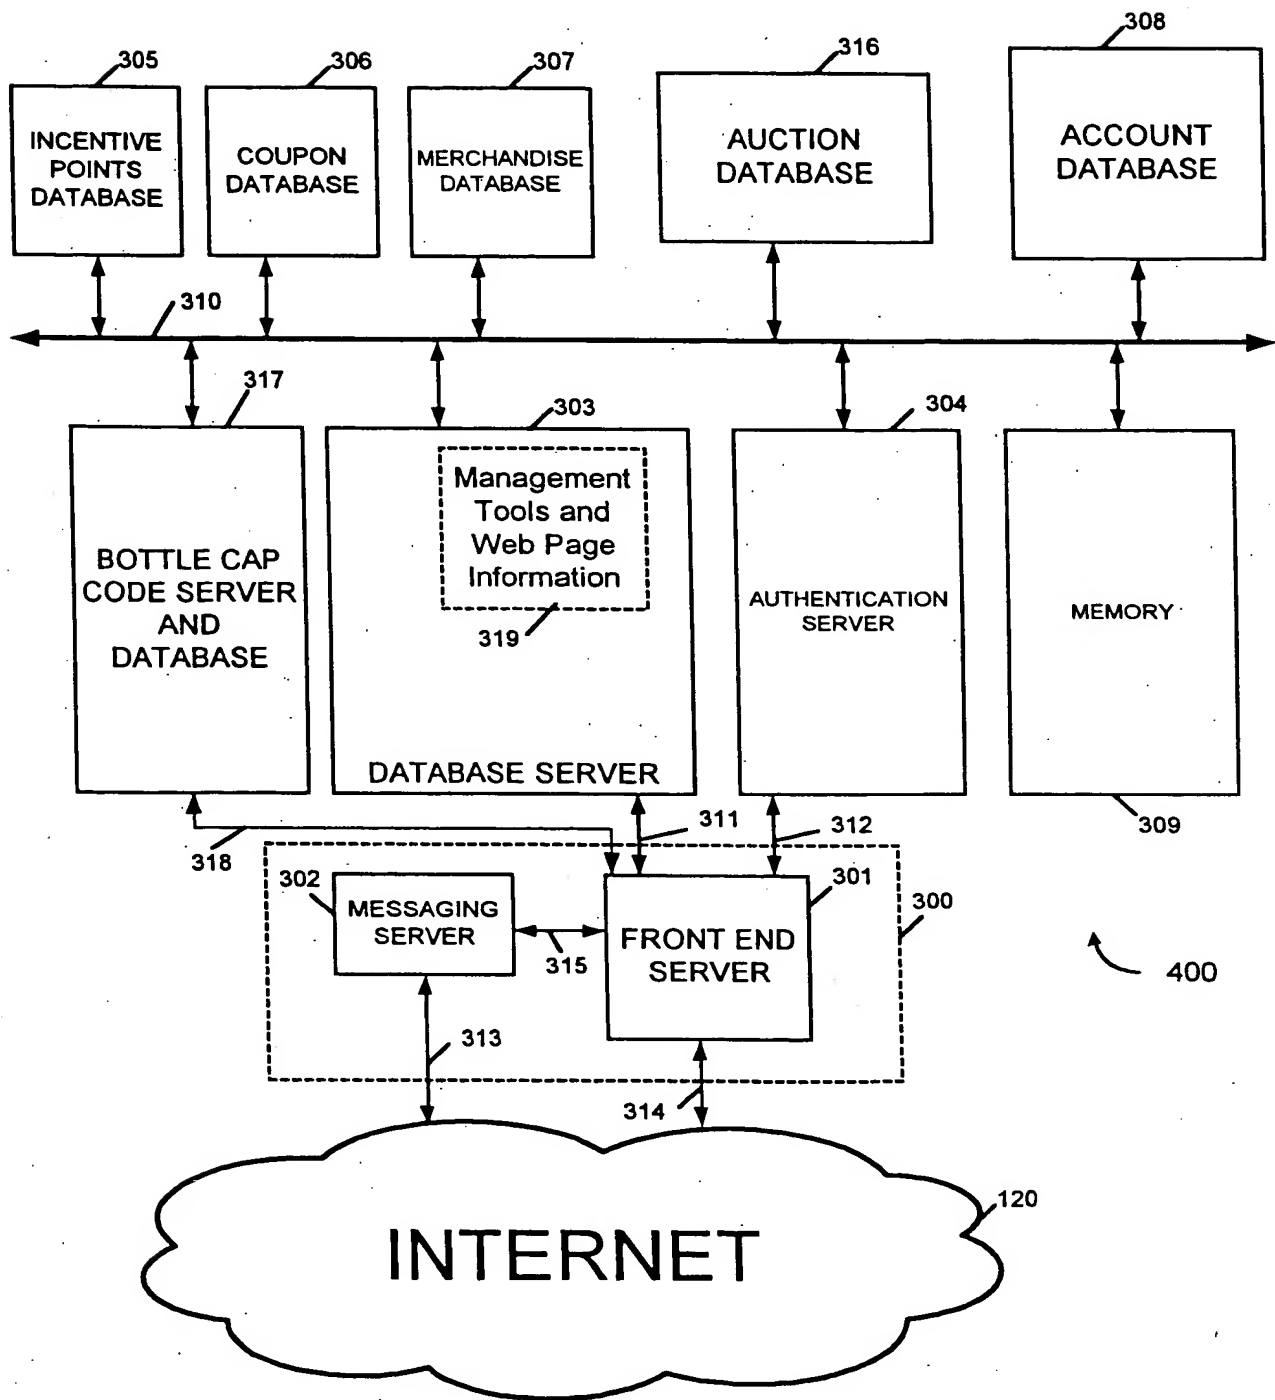 305
306
307
316
308
INCENTIVE
POINTS
DATABASE
COUPON
DATABASE
MERCHANDISE
DATABASE
AUCTION
DATABASE
ACCOUNT
DATABASE
310
317
303
304
Management
Tools and
Web Page
Information
319
BOTTLE CAP
CODE SERVER
AND
DATABASE
AUTHENTICATION
SERVER
MEMORY
DATABASE SERVER
318
311
312
309
302
MESSAGING
SERVER
301
300
FRONT END
SERVER
315
400
313
314
120
INTERNET